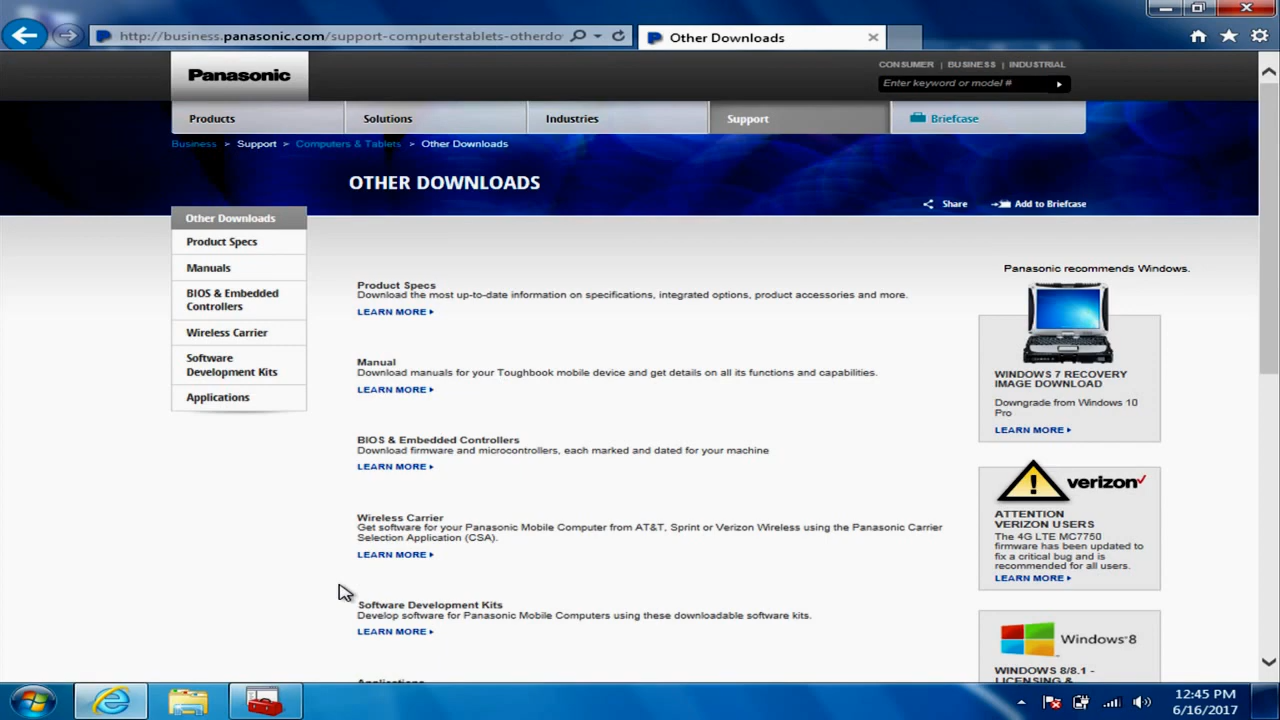 http://business.panasonic.com/support-computerstablets-otherdo
Other Downloads
Panasonic
CONSUMER | BUSINESS | INDUSTRIAL
Enter keyword or model #
Products
Solutions
Industries
Support
Briefcase
Business > Support > Computers & Tablets > Other Downloads
OTHER DOWNLOADS
Share
Add to Briefcase
Other Downloads
Product Specs
Manuals
BIOS & Embedded
Controllers
Wireless Carrier
Software
Development Kits
Applications
Product Specs
Download the most up-to-date information on specifications, integrated options, product accessories and more.
LEARN MORE
Manual
Download manuals for your Toughbook mobile device and get details on all its functions and capabilities.
LEARN MORE
BIOS & Embedded Controllers
Download firmware and microcontrollers, each marked and dated for your machine
LEARN MORE
Wireless Carrier
Get software for your Panasonic Mobile Computer from AT&T, Sprint or Verizon Wireless using the Panasonic Carrier
Selection Application (CSA).
LEARN MORE
Software Development Kits
Develop software for Panasonic Mobile Computers using these downloadable software kits.
LEARN MORE
Applications
Panasonic recommends Windows.
WINDOWS 7 RECOVERY
IMAGE DOWNLOAD
Downgrade from Windows 10
Pro
LEARN MORE
verizon
ATTENTION
VERIZON USERS
The 4G LTE MC7750
firmware has been updated to
fix a critical bug and is
recommended for all users.
LEARN MORE
Windows 8
WINDOWS 8/8.1 -
LICENSING &
12:45 PM
6/16/2017